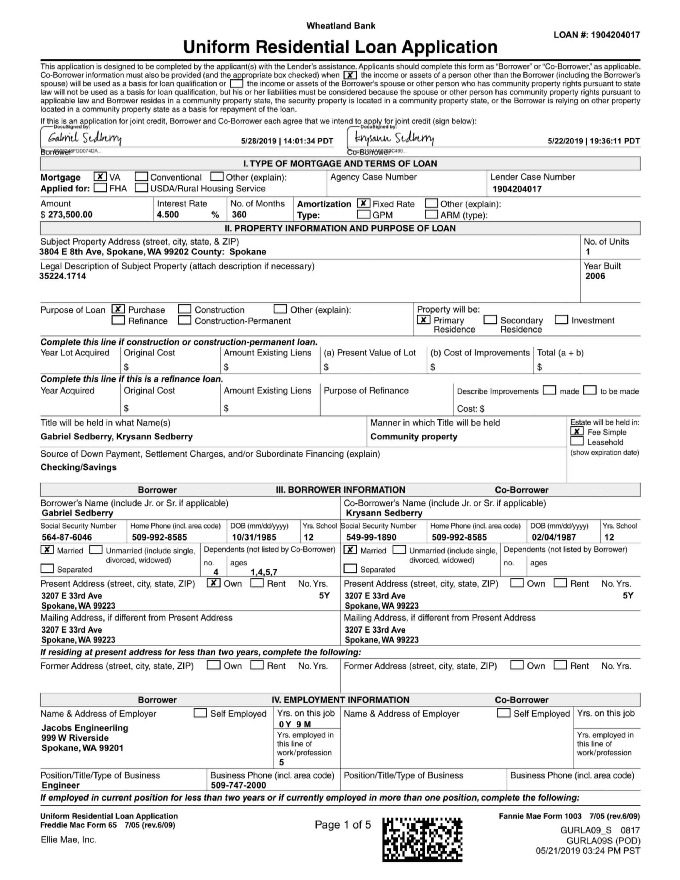 Wheatland Bank
LOAN #: 1904204017
Uniform Residential Loan Application
This application is designed to be completed by the applicant(s) with the Lender's assistance. Applicants should complete this form as "Borrower" or "Co-Borrower," as applicable.
Co-Borrower information must also be provided (and the appropriate box checked) when [X] the income or assets of a person other than the Borrower (including the Borrower's
spouse) will be used as a basis for loan qualification or [ ] the income or assets of the Borrower's spouse or other person who has community property rights pursuant to state
law will not be used as a basis for loan qualification, but his or her liabilities must be considered because the spouse or other person has community property rights pursuant to
applicable law and Borrower resides in a community property state, the security property is located in a community property state, or the Borrower is relying on other property
located in a community property state as a basis for repayment of the loan.
If this is an application for joint credit, Borrower and Co-Borrower each agree that we intend to apply for joint credit (sign below):
DocuSigned by: DocuSigned by:
Gabriel Sedberry 5/28/2019 | 14:01:34 PDT Krysann Sedberry 5/22/2019 | 19:36:11 PDT
Borrower Co-Borrower
I. TYPE OF MORTGAGE AND TERMS OF LOAN
Mortgage [X] VA [ ] Conventional [ ] Other (explain): Agency Case Number Lender Case Number
Applied for: [ ] FHA [ ] USDA/Rural Housing Service 1904204017
Amount Interest Rate No. of Months Amortization [X] Fixed Rate [ ] Other (explain):
$ 273,500.00 4.500 % 360 Type: [ ] GPM [ ] ARM (type):
II. PROPERTY INFORMATION AND PURPOSE OF LOAN
Subject Property Address (street, city, state, & ZIP) No. of Units
3804 E 8th Ave, Spokane, WA 99202 County: Spokane 1
Legal Description of Subject Property (attach description if necessary) Year Built
35224.1714 2006
Purpose of Loan [X] Purchase [ ] Construction [ ] Other (explain): Property will be:
[ ] Refinance [ ] Construction-Permanent [X] Primary Residence [ ] Secondary Residence [ ] Investment
Complete this line if construction or construction-permanent loan.
Year Lot Acquired Original Cost Amount Existing Liens (a) Present Value of Lot (b) Cost of Improvements Total (a + b)
$ $ $ $ $
Complete this line if this is a refinance loan.
Year Acquired Original Cost Amount Existing Liens Purpose of Refinance Describe Improvements [ ] made [ ] to be made
$ $ Cost: $
Title will be held in what Name(s) Manner in which Title will be held Estate will be held in:
Gabriel Sedberry, Krysann Sedberry Community property [X] Fee Simple
[ ] Leasehold
Source of Down Payment, Settlement Charges, and/or Subordinate Financing (explain) (show expiration date)
Checking/Savings
Borrower III. BORROWER INFORMATION Co-Borrower
Borrower's Name (include Jr. or Sr. if applicable) Co-Borrower's Name (include Jr. or Sr. if applicable)
Gabriel Sedberry Krysann Sedberry
Social Security Number Home Phone (incl. area code) DOB (mm/dd/yyyy) Yrs. School Social Security Number Home Phone (incl. area code) DOB (mm/dd/yyyy) Yrs. School
564-87-6046 509-992-8585 10/31/1985 12 549-99-1890 509-992-8585 02/04/1987 12
[X] Married [ ] Unmarried (include single, divorced, widowed) Dependents (not listed by Co-Borrower) [X] Married [ ] Unmarried (include single, divorced, widowed) Dependents (not listed by Borrower)
[ ] Separated no. 4 ages 1,4,5,7 [ ] Separated no. ages
Present Address (street, city, state, ZIP) [X] Own [ ] Rent No. Yrs. Present Address (street, city, state, ZIP) [ ] Own [ ] Rent No. Yrs.
3207 E 33rd Ave 5Y 3207 E 33rd Ave 5Y
Spokane, WA 99223 Spokane, WA 99223
Mailing Address, if different from Present Address Mailing Address, if different from Present Address
3207 E 33rd Ave 3207 E 33rd Ave
Spokane, WA 99223 Spokane, WA 99223
If residing at present address for less than two years, complete the following:
Former Address (street, city, state, ZIP) [ ] Own [ ] Rent No. Yrs. Former Address (street, city, state, ZIP) [ ] Own [ ] Rent No. Yrs.
Borrower IV. EMPLOYMENT INFORMATION Co-Borrower
Name & Address of Employer [ ] Self Employed Yrs. on this job Name & Address of Employer [ ] Self Employed Yrs. on this job
0 Y 9 M
Jacobs Engineerling Yrs. employed in this line of work/profession Yrs. employed in this line of work/profession
999 W Riverside
Spokane, WA 99201
5
Position/Title/Type of Business Business Phone (incl. area code) Position/Title/Type of Business Business Phone (incl. area code)
Engineer 509-747-2000
If employed in current position for less than two years or if currently employed in more than one position, complete the following:
Uniform Residential Loan Application Fannie Mae Form 1003 7/05 (rev.6/09)
Freddie Mac Form 65 7/05 (rev.6/09) Page 1 of 5 GURLA09_S 0817
Ellie Mae, Inc. GURLA09S (POD)
05/21/2019 03:24 PM PST